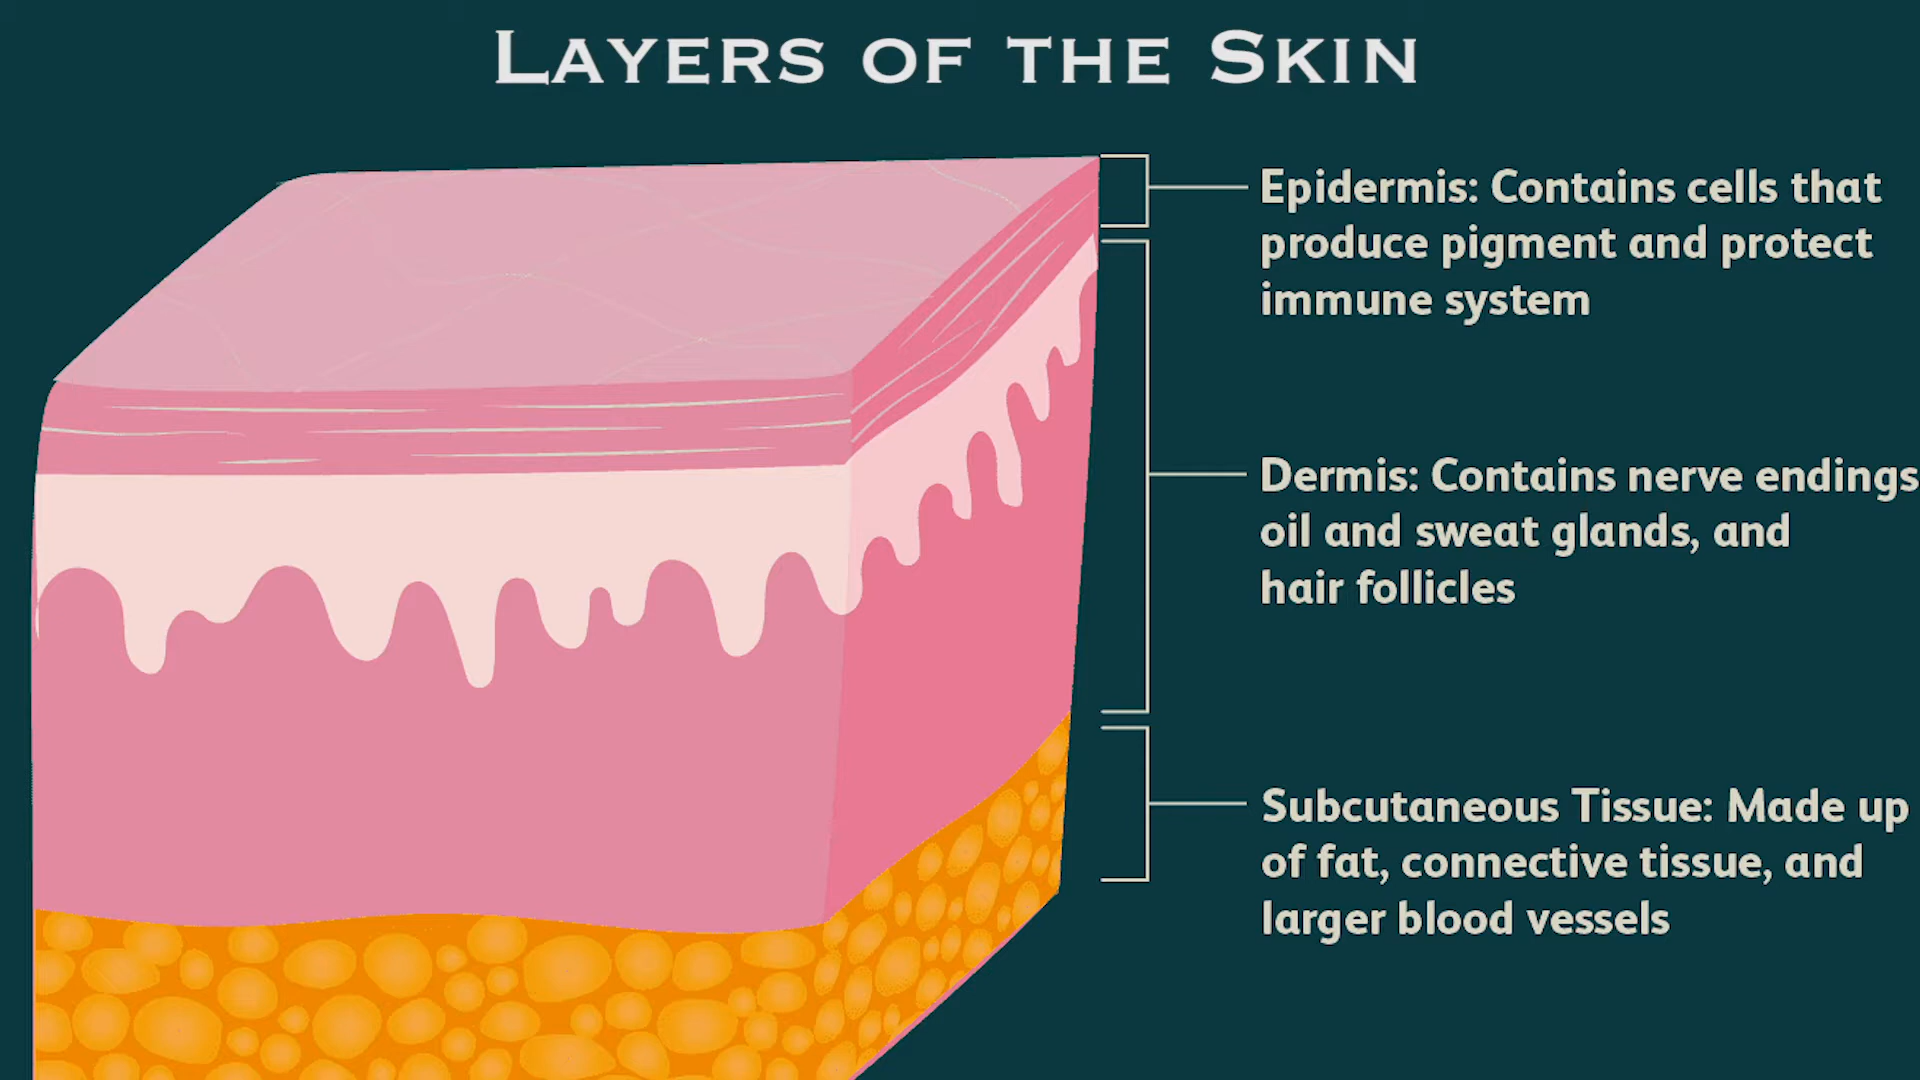 Layers of the Skin
Epidermis: Contains cells that
produce pigment and protect
immune system
Dermis: Contains nerve endings
oil and sweat glands, and
hair follicles
Subcutaneous Tissue: Made up
of fat, connective tissue, and
larger blood vessels